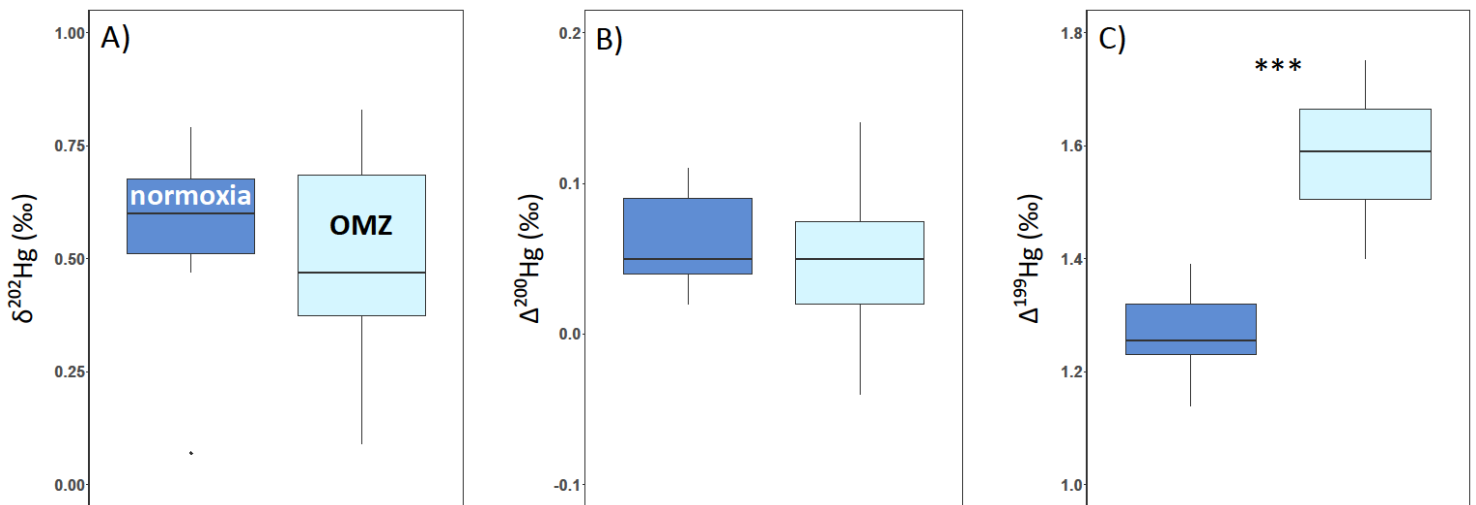 A)
δ²⁰²Hg (‰)
1.00
0.75
0.50
0.25
0.00
normoxia
OMZ
B)
Δ²⁰⁰Hg (‰)
0.2
0.1
0.0
-0.1
C)
Δ¹⁹⁹Hg (‰)
1.8
1.6
1.4
1.2
1.0
***